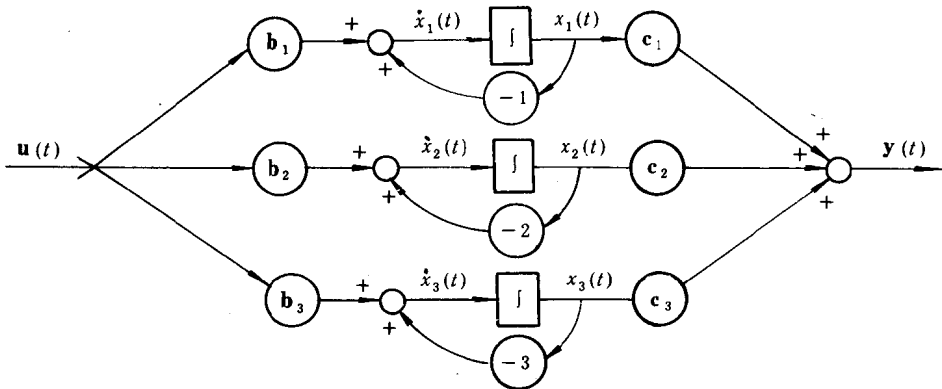 + ẋ₁(t) x₁(t)
b₁ ∫ c₁
+
−1
+
u(t) + ẋ₂(t) x₂(t) + y(t)
b₂ ∫ c₂
+ +
−2
+ ẋ₃(t) x₃(t)
b₃ ∫ c₃
+
−3